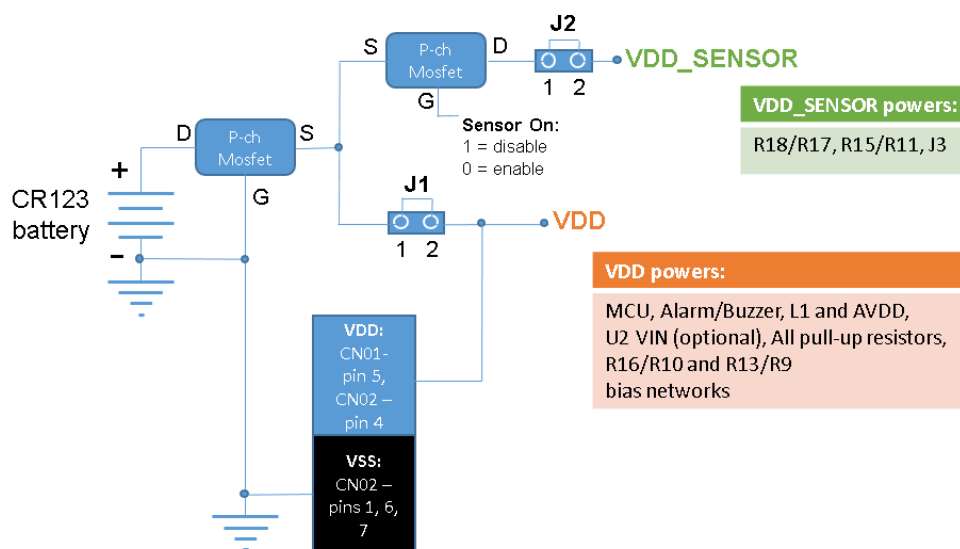 J2
S
P-ch
Mosfet
D
1 2
VDD_SENSOR
G
Sensor On:
1 = disable
0 = enable
VDD_SENSOR powers:
R18/R17, R15/R11, J3
D
P-ch
Mosfet
S
G
+
CR123
battery
–
J1
1 2
VDD
VDD powers:
MCU, Alarm/Buzzer, L1 and AVDD,
U2 VIN (optional), All pull-up resistors,
R16/R10 and R13/R9
bias networks
VDD:
CN01-
pin 5,
CN02 –
pin 4
VSS:
CN02 –
pins 1, 6,
7